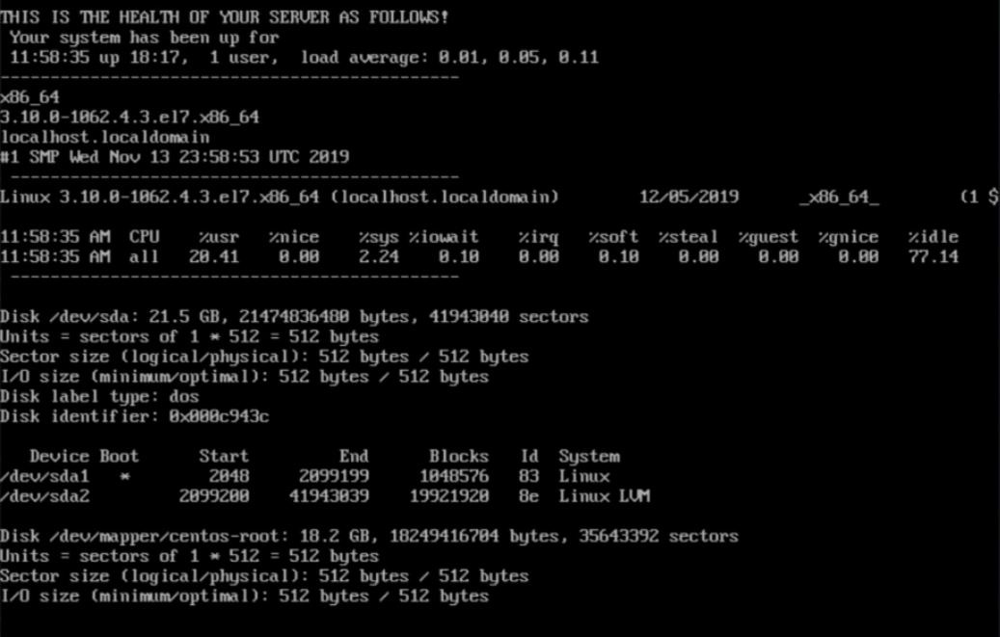 THIS IS THE HEALTH OF YOUR SERVER AS FOLLOWS!
Your system has been up for
11:58:35 up 18:17,  1 user,  load average: 0.01, 0.05, 0.11
----------------------------------------------
x86_64
3.10.0-1062.4.3.el7.x86_64
localhost.localdomain
#1 SMP Wed Nov 13 23:58:53 UTC 2019
----------------------------------------------
Linux 3.10.0-1062.4.3.el7.x86_64 (localhost.localdomain)        12/05/2019      _x86_64_        (1 $
11:58:35 AM  CPU    %usr   %nice    %sys %iowait    %irq   %soft  %steal  %guest  %gnice   %idle
11:58:35 AM  all   20.41    0.00    2.24    0.10    0.00    0.10    0.00    0.00    0.00   77.14
----------------------------------------------
Disk /dev/sda: 21.5 GB, 21474836480 bytes, 41943040 sectors
Units = sectors of 1 * 512 = 512 bytes
Sector size (logical/physical): 512 bytes / 512 bytes
I/O size (minimum/optimal): 512 bytes / 512 bytes
Disk label type: dos
Disk identifier: 0x000c943c
Device Boot      Start         End      Blocks   Id  System
/dev/sda1   *        2048     2099199     1048576   83  Linux
/dev/sda2         2099200    41943039    19921920   8e  Linux LVM
Disk /dev/mapper/centos-root: 18.2 GB, 18249416704 bytes, 35643392 sectors
Units = sectors of 1 * 512 = 512 bytes
Sector size (logical/physical): 512 bytes / 512 bytes
I/O size (minimum/optimal): 512 bytes / 512 bytes